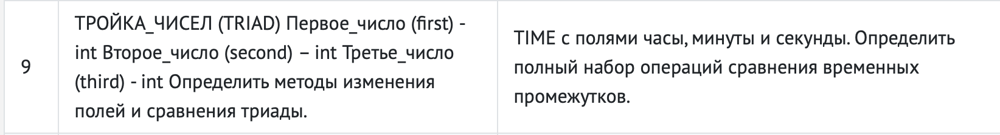 9
ТРОЙКА_ЧИСЕЛ (TRIAD) Первое_число (first) -
int Второе_число (second) – int Третье_число
(third) - int Определить методы изменения
полей и сравнения триады.
TIME с полями часы, минуты и секунды. Определить
полный набор операций сравнения временных
промежутков.